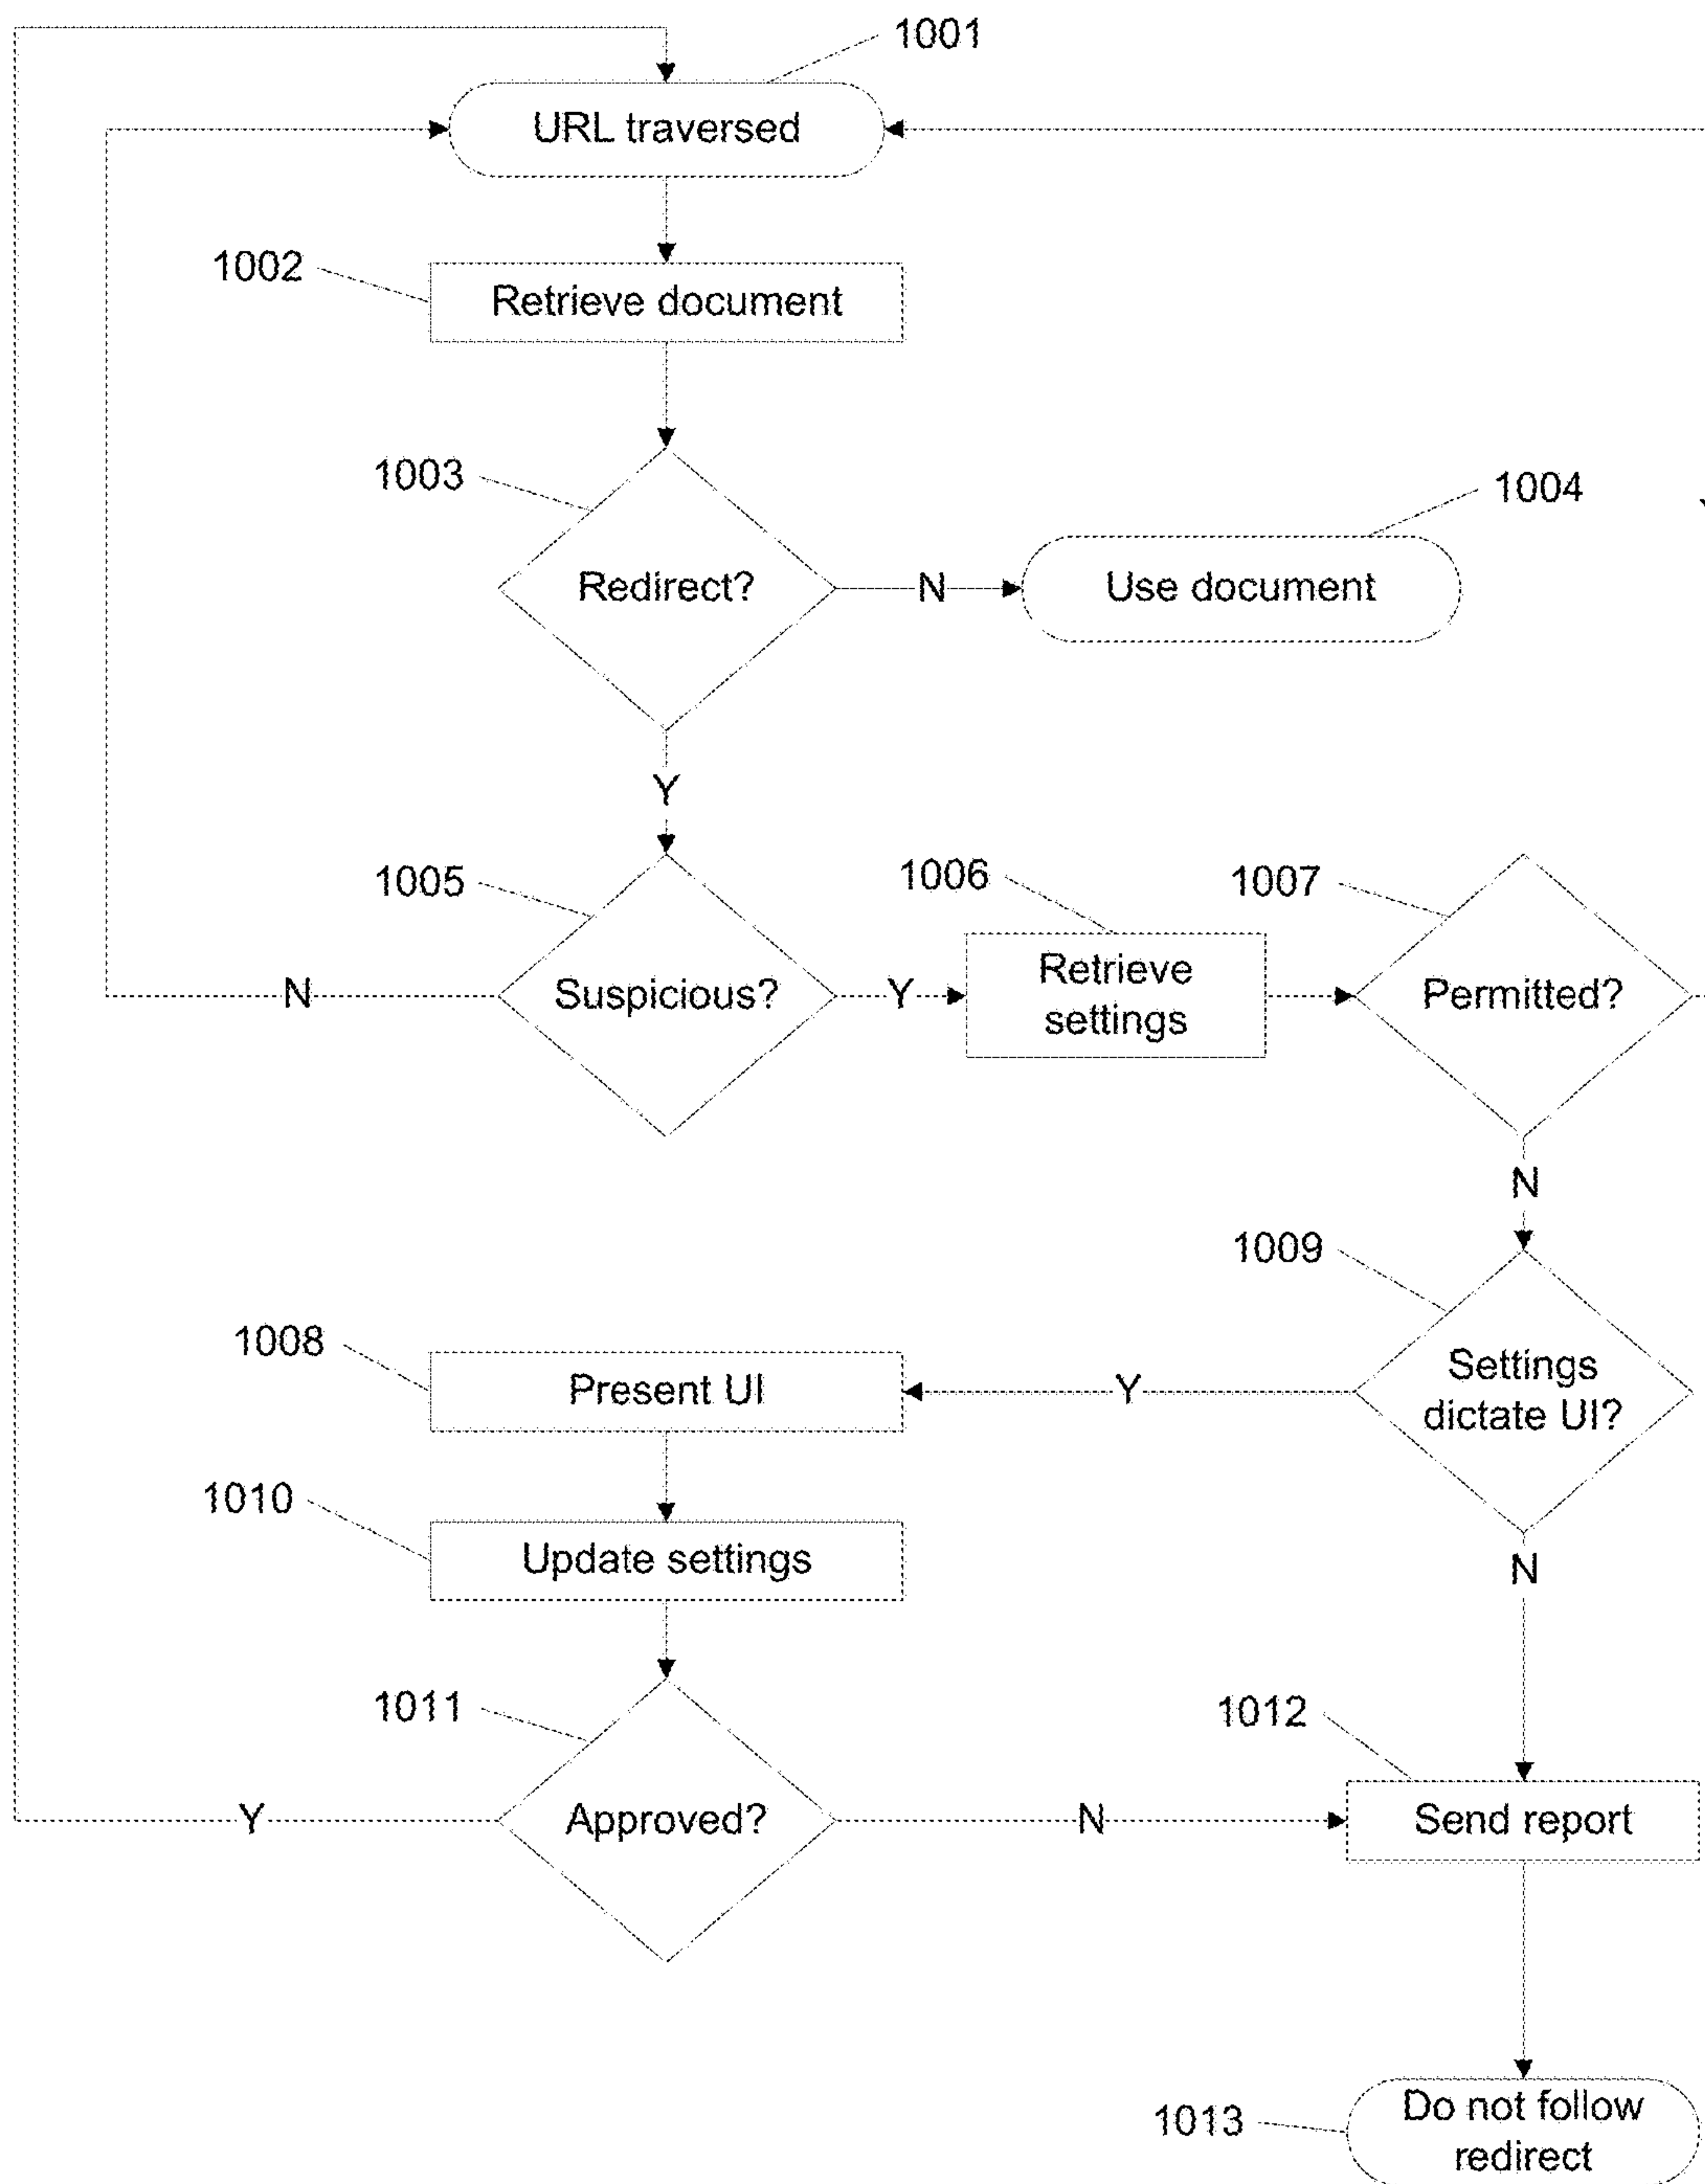 1001
URL traversed
1002
Retrieve document
1003
1004
Redirect?
N
Use document
Y
1005
1006
1007
N
Suspicious?
Y
Retrieve
settings
Permitted?
N
1009
1008
Present UI
Y
Settings
dictate UI?
1010
Update settings
N
1011
1012
Y
Approved?
N
Send report
1013
Do not follow
redirect